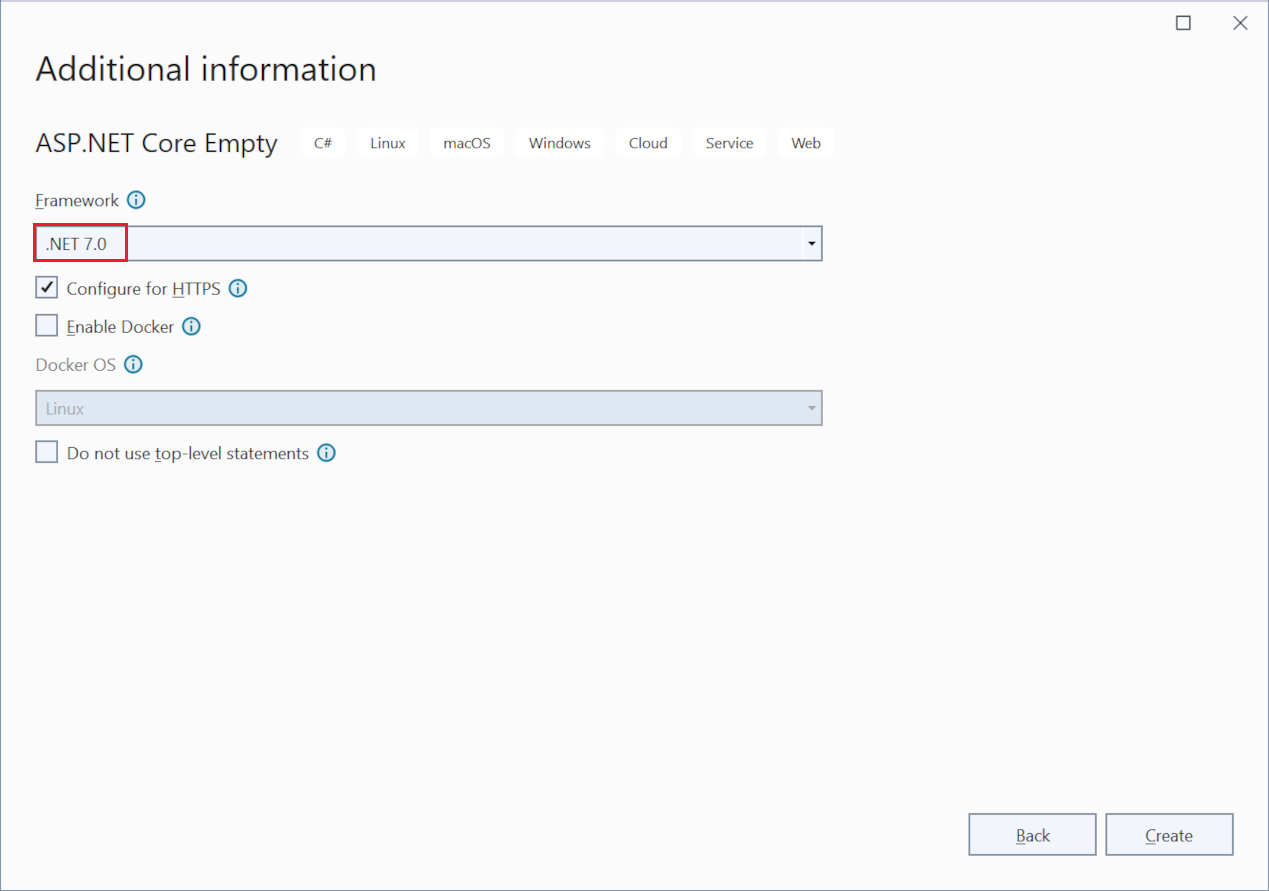 Additional information
ASP.NET Core Empty C# Linux macOS Windows Cloud Service Web
Framework
.NET 7.0
Configure for HTTPS
Enable Docker
Docker OS
Linux
Do not use top-level statements
Back Create